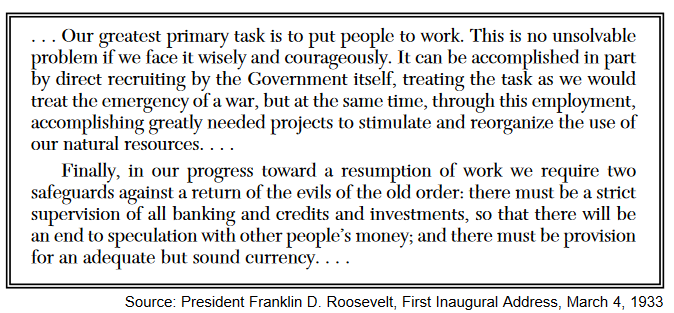 . . . Our greatest primary task is to put people to work. This is no unsolvable
problem if we face it wisely and courageously. It can be accomplished in part
by direct recruiting by the Government itself, treating the task as we would
treat the emergency of a war, but at the same time, through this employment,
accomplishing greatly needed projects to stimulate and reorganize the use of
our natural resources. . . .
Finally, in our progress toward a resumption of work we require two
safeguards against a return of the evils of the old order: there must be a strict
supervision of all banking and credits and investments, so that there will be
an end to speculation with other people’s money; and there must be provision
for an adequate but sound currency. . . .
Source: President Franklin D. Roosevelt, First Inaugural Address, March 4, 1933